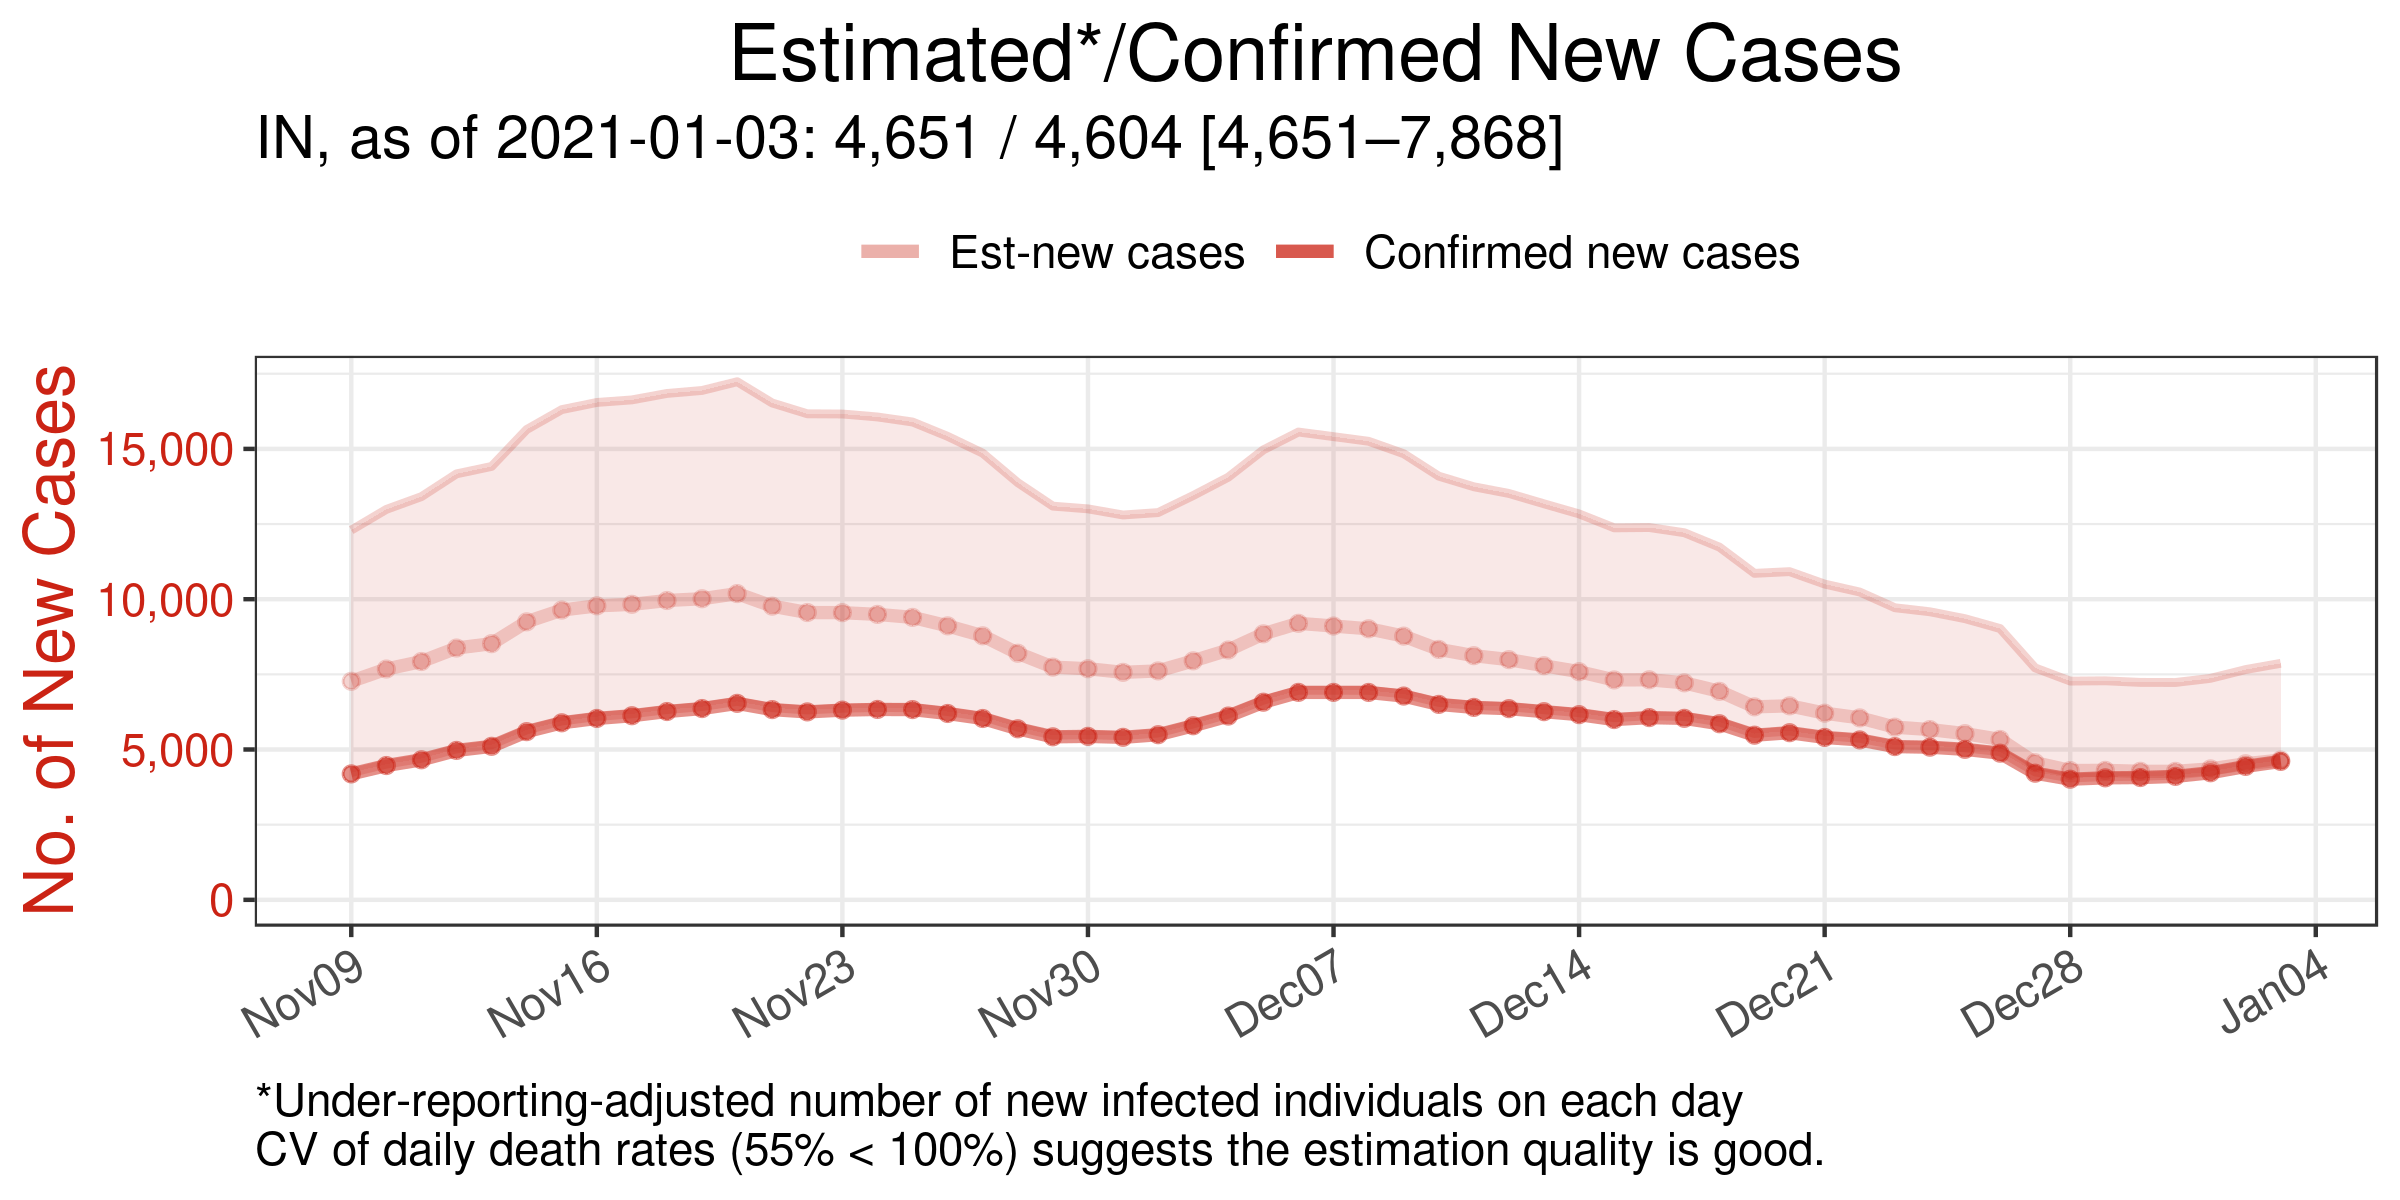 Estimated*/Confirmed New Cases
IN, as of 2021-01-03: 4,651 / 4,604 [4,651–7,868]
Est-new cases Confirmed new cases
No. of New Cases
15,000
10,000
5,000
0
Nov09 Nov16 Nov23 Nov30 Dec07 Dec14 Dec21 Dec28 Jan04
*Under-reporting-adjusted number of new infected individuals on each day
CV of daily death rates (55% < 100%) suggests the estimation quality is good.